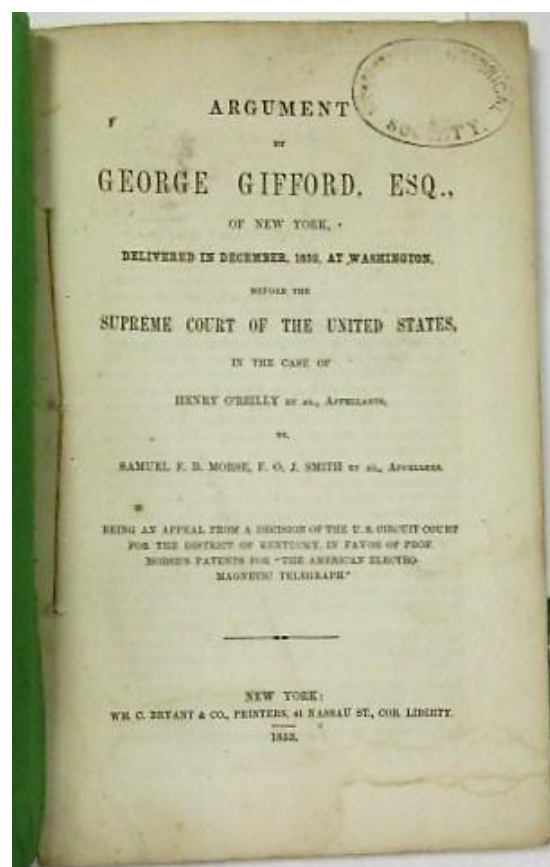 ARGUMENT
BY
GEORGE GIFFORD, ESQ.,
OF NEW YORK,
DELIVERED IN DECEMBER, 1852, AT WASHINGTON,
BEFORE THE
SUPREME COURT OF THE UNITED STATES,
IN THE CASE OF
HENRY O'REILLY ET AL., APPELLANTS,
VS.
SAMUEL F. B. MORSE, F. O. J. SMITH ET AL., APPELLEES.
BEING AN APPEAL FROM A DECISION OF THE U. S. CIRCUIT COURT
FOR THE DISTRICT OF KENTUCKY, IN FAVOR OF PROF.
MORSE'S PATENTS FOR "THE AMERICAN ELECTRO-
MAGNETIC TELEGRAPH."
NEW YORK:
WM. C. BRYANT & CO., PRINTERS, 41 NASSAU ST., COR. LIBERTY.
1853.
SOCIETY.